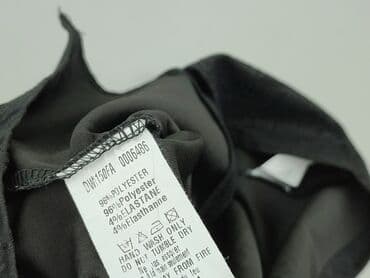 DW150FA 0006486
96%POLYESTER
96%Polyester
4%ELASTANE
4%Elasthanne
HAND WASH ONLY
DO NOT TUMBLE DRY
FROM FIRE